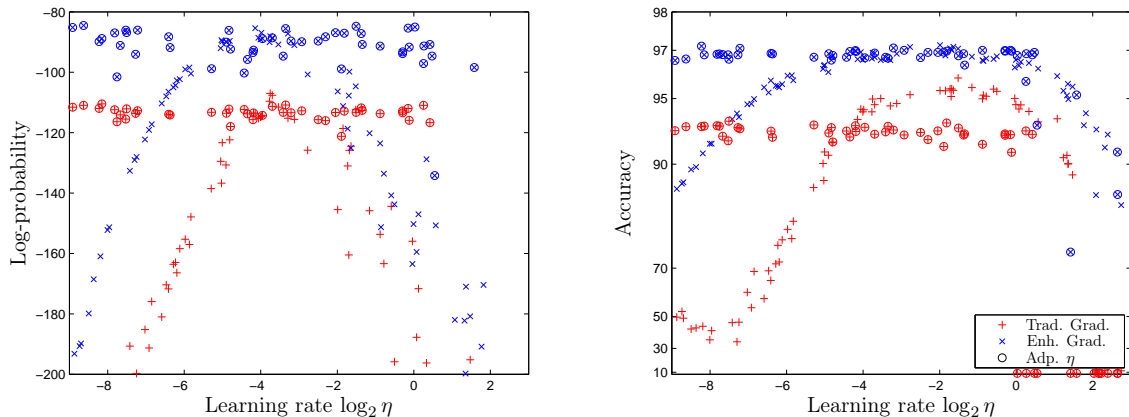 −80
−100
−120
−140
−160
−180
−200
Log-probability
−8 −6 −4 −2 0 2
Learning rate log₂ η
98
97
95
90
70
50
30
10
Accuracy
Trad. Grad.
Enh. Grad.
Adp. η
−8 −6 −4 −2 0 2
Learning rate log₂ η